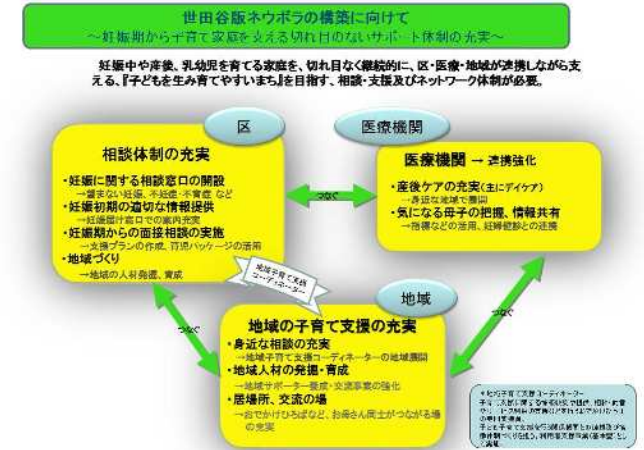 世田谷版ネウボラの構築に向けて
～妊娠期から子育て家庭を支える切れ目のないサポート体制の充実～
妊娠中や産後、乳幼児を育てる家庭を、切れ目なく継続的に、区・医療・地域が連携しながら支
える、『子どもを生み育てやすいまち』を目指す、相談・支援及びネットワーク体制が必要。
区
相談体制の充実
・妊娠に関する相談窓口の開設
→望まない妊娠、不妊症・不育症 など
・妊娠初期の適切な情報提供
→妊娠届け窓口での案内充実
・妊娠期からの面接相談の実施
→支援プランの作成、育児パッケージの活用
・地域づくり
→地域の人材発掘、育成
医療機関
医療機関 → 連携強化
・産後ケアの充実(主にデイケア)
→身近な地域で展開
・気になる母子の把握、情報共有
→指標などの活用、妊婦健診との連携
つなぐ
つなぐ
つなぐ
地域子育て支援
コーディネーター
地域
地域の子育て支援の充実
・身近な相談の充実
→地域子育て支援コーディネーターの地域展開
・地域人材の発掘・育成
→地域サポーター養成・交流事業の強化
・居場所、交流の場
→おでかけひろばなど、お母さん同士がつながる場
の充実
地域子育て支援コーディネーター